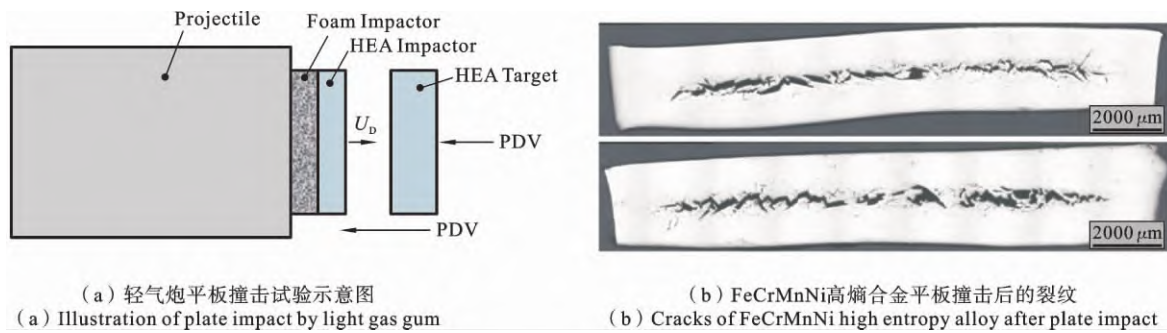 Projectile
Foam Impactor
HEA Impactor
HEA Target
U_D
PDV
PDV
2000 μm
2000 μm
(a)轻气炮平板撞击试验示意图
(a) Illustration of plate impact by light gas gum
(b)FeCrMnNi高熵合金平板撞击后的裂纹
(b) Cracks of FeCrMnNi high entropy alloy after plate impact